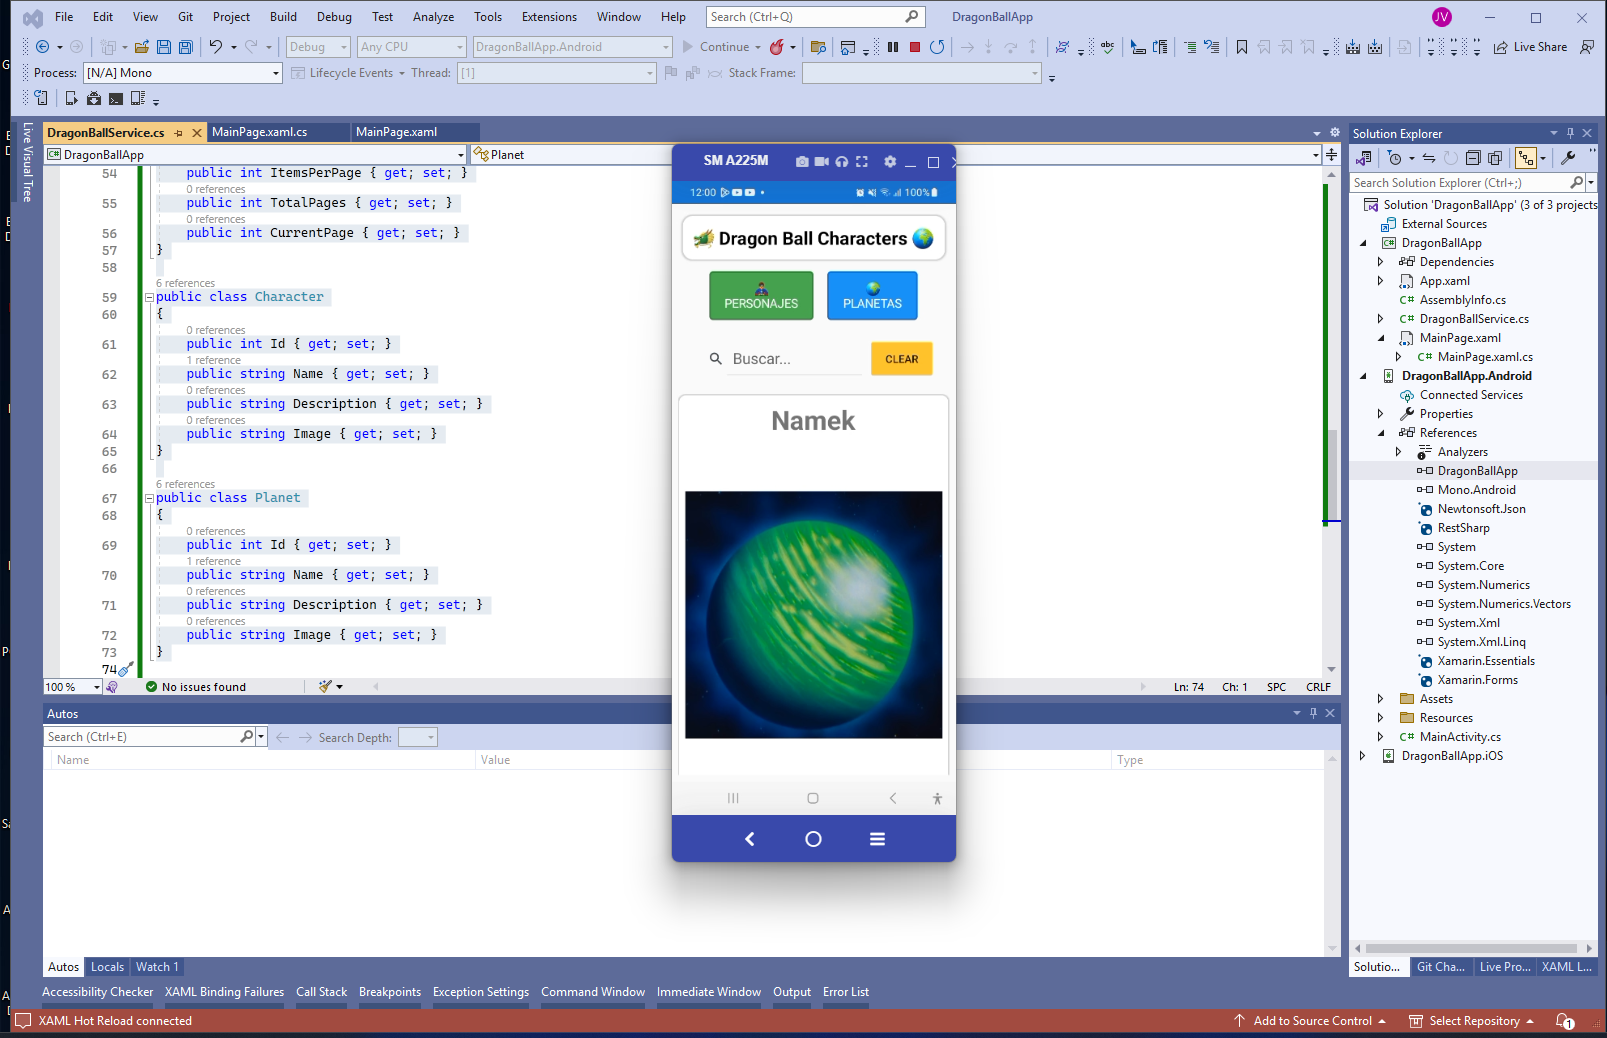 File Edit View Git Project Build Debug Test Analyze Tools Extensions Window Help Search (Ctrl+Q) DragonBallApp JV
Debug Any CPU DragonBallApp.Android Continue Live Share
Process: [N/A] Mono Lifecycle Events Thread: [1] Stack Frame:
Live Visual Tree
DragonBallService.cs MainPage.xaml.cs MainPage.xaml
C# DragonBallApp Planet
54 public int ItemsPerPage { get; set; }
0 references
55 public int TotalPages { get; set; }
0 references
56 public int CurrentPage { get; set; }
57 }
58
6 references
59 public class Character
60 {
0 references
61 public int Id { get; set; }
1 reference
62 public string Name { get; set; }
0 references
63 public string Description { get; set; }
0 references
64 public string Image { get; set; }
65 }
66
6 references
67 public class Planet
68 {
0 references
69 public int Id { get; set; }
1 reference
70 public string Name { get; set; }
0 references
71 public string Description { get; set; }
0 references
72 public string Image { get; set; }
73 }
74
100 % No issues found Ln: 74 Ch: 1 SPC CRLF
SM A225M
12:00 100%
Dragon Ball Characters
PERSONAJES PLANETAS
Buscar... CLEAR
Namek
Autos
Search (Ctrl+E) Search Depth:
Name Value Type
Autos Locals Watch 1
Accessibility Checker XAML Binding Failures Call Stack Breakpoints Exception Settings Command Window Immediate Window Output Error List
XAML Hot Reload connected Add to Source Control Select Repository 1
Solution Explorer
Search Solution Explorer (Ctrl+;)
Solution 'DragonBallApp' (3 of 3 projects
External Sources
C# DragonBallApp
Dependencies
App.xaml
C# AssemblyInfo.cs
C# DragonBallService.cs
MainPage.xaml
C# MainPage.xaml.cs
DragonBallApp.Android
Connected Services
Properties
References
Analyzers
DragonBallApp
Mono.Android
Newtonsoft.Json
RestSharp
System
System.Core
System.Numerics
System.Numerics.Vectors
System.Xml
System.Xml.Linq
Xamarin.Essentials
Xamarin.Forms
Assets
Resources
C# MainActivity.cs
DragonBallApp.iOS
Solutio... Git Cha... Live Pro... XAML L...